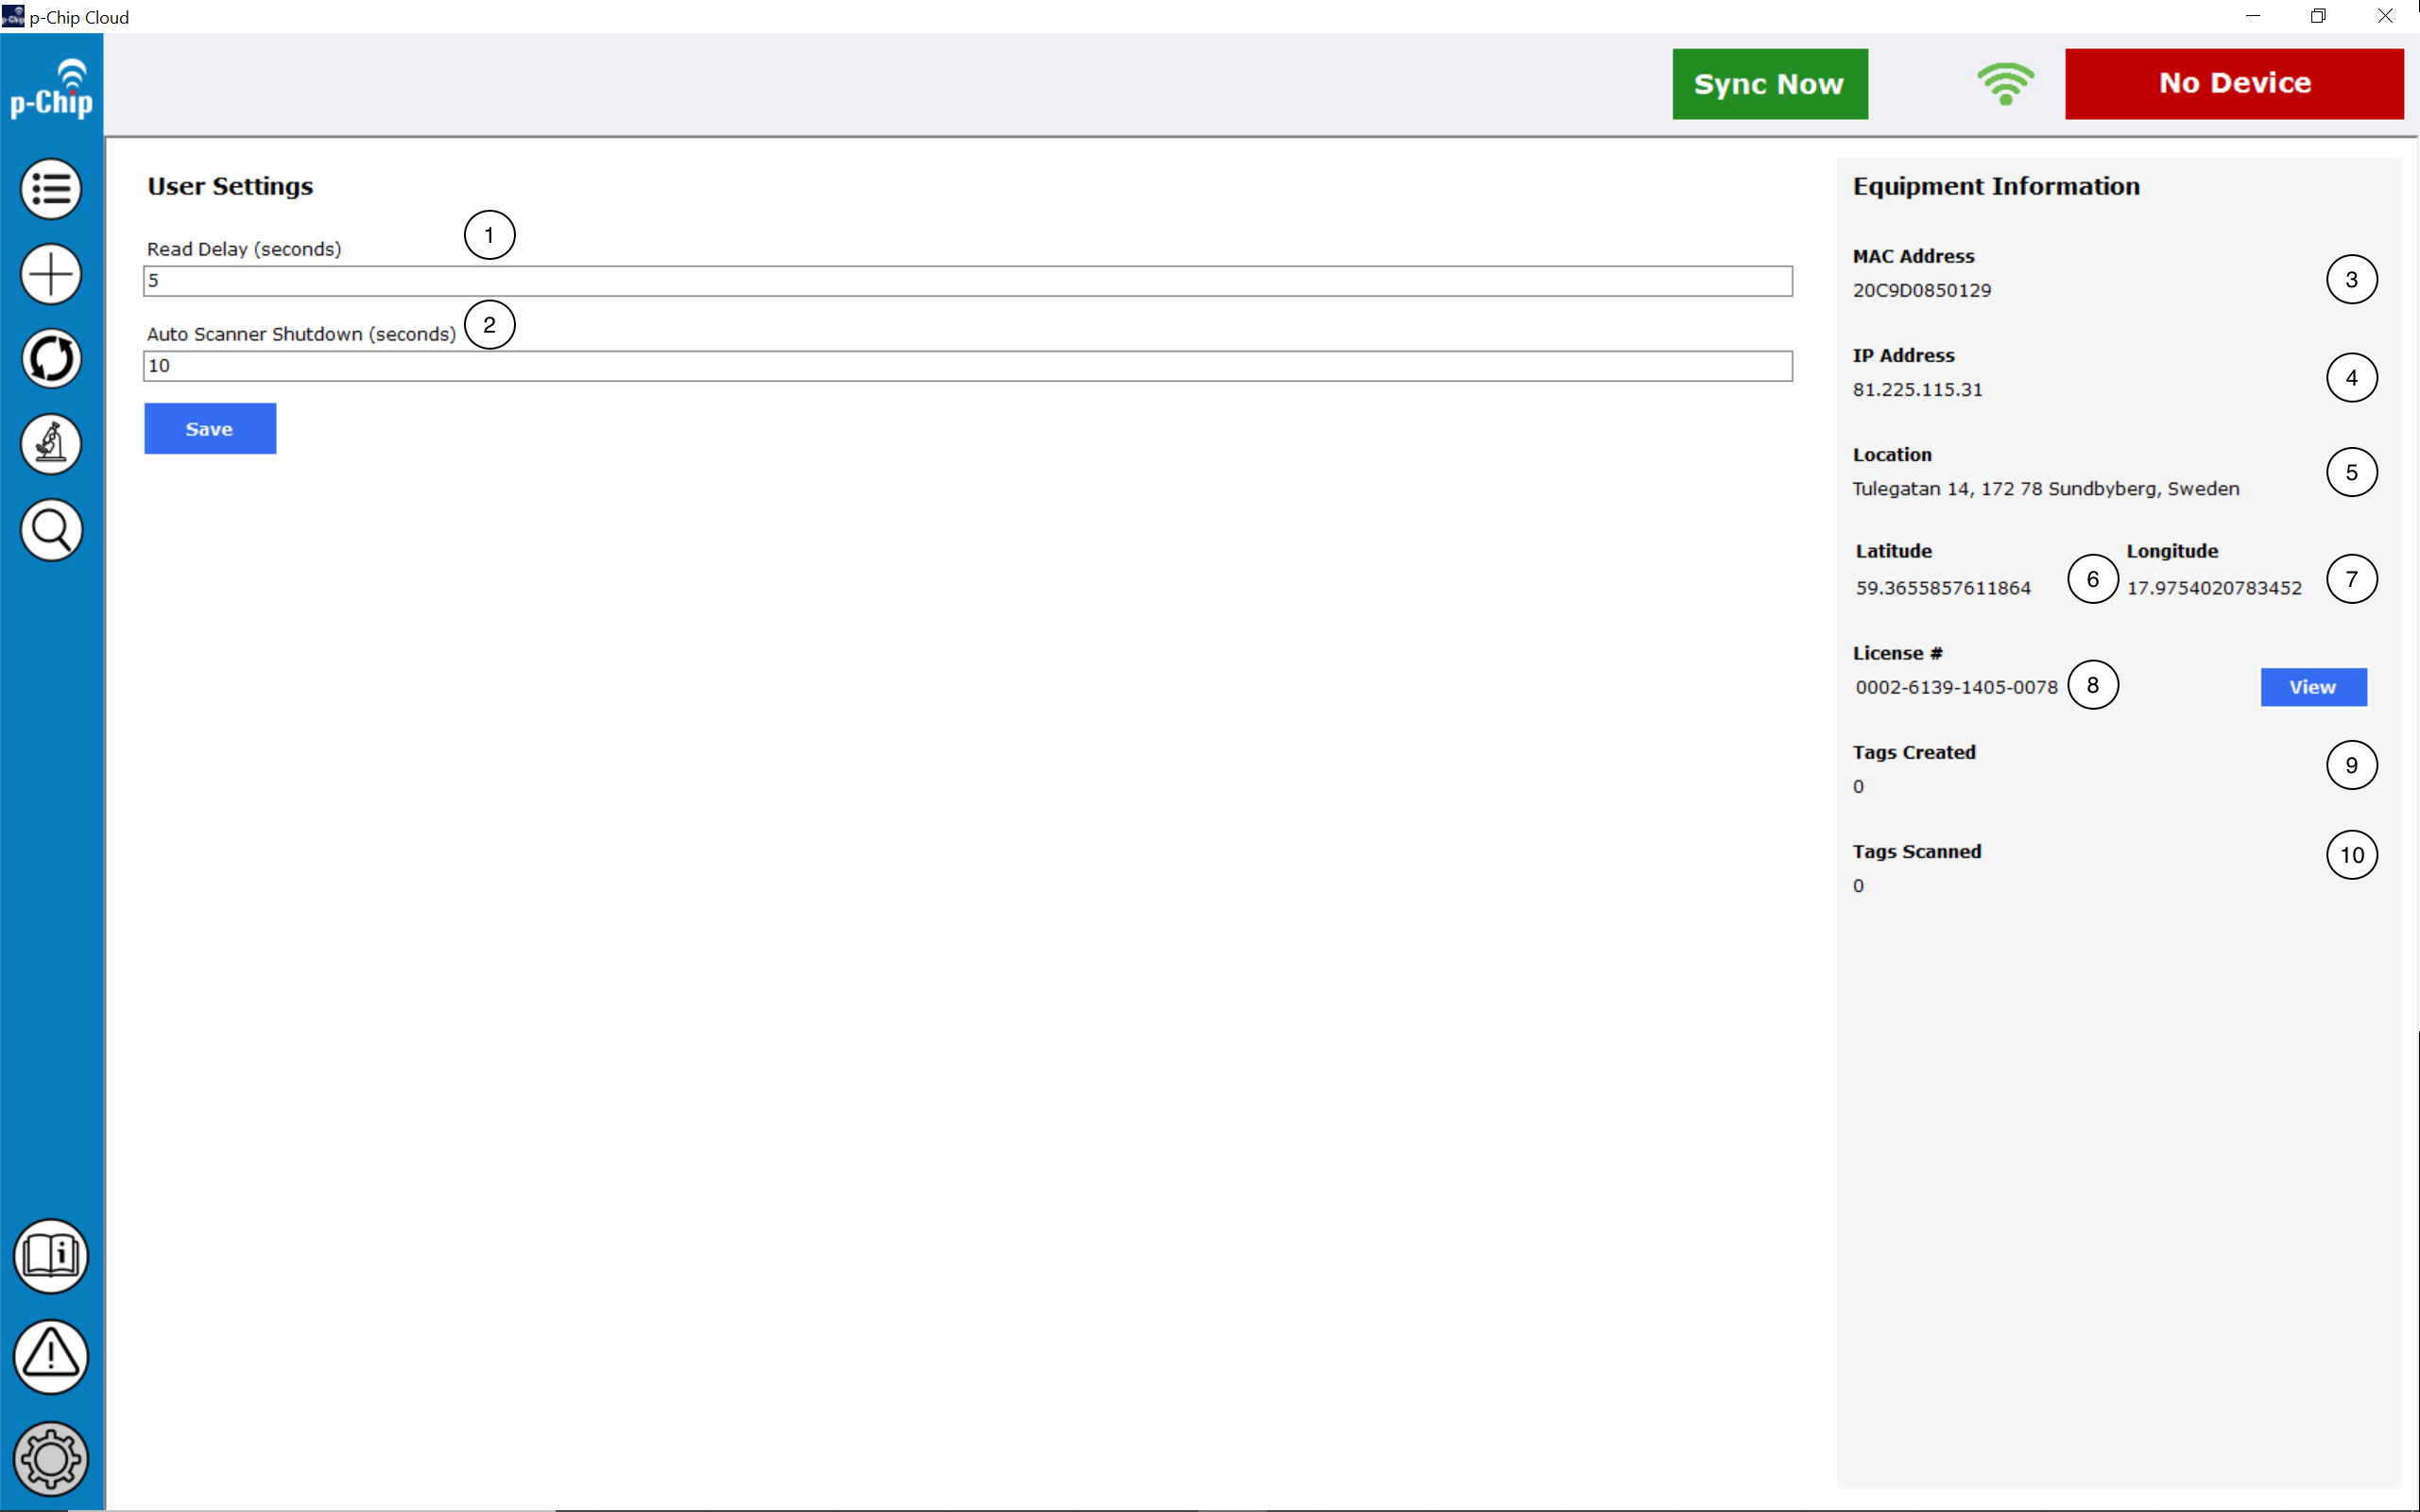 p-Chip Cloud
p-Chip
Sync Now
No Device
User Settings
1
Read Delay (seconds)
5
2
Auto Scanner Shutdown (seconds)
10
Save
Equipment Information
MAC Address
3
20C9D0850129
IP Address
4
81.225.115.31
Location
5
Tulegatan 14, 172 78 Sundbyberg, Sweden
Latitude Longitude
59.3655857611864 6 17.9754020783452 7
License #
0002-6139-1405-0078 8 View
Tags Created
9
0
Tags Scanned
10
0